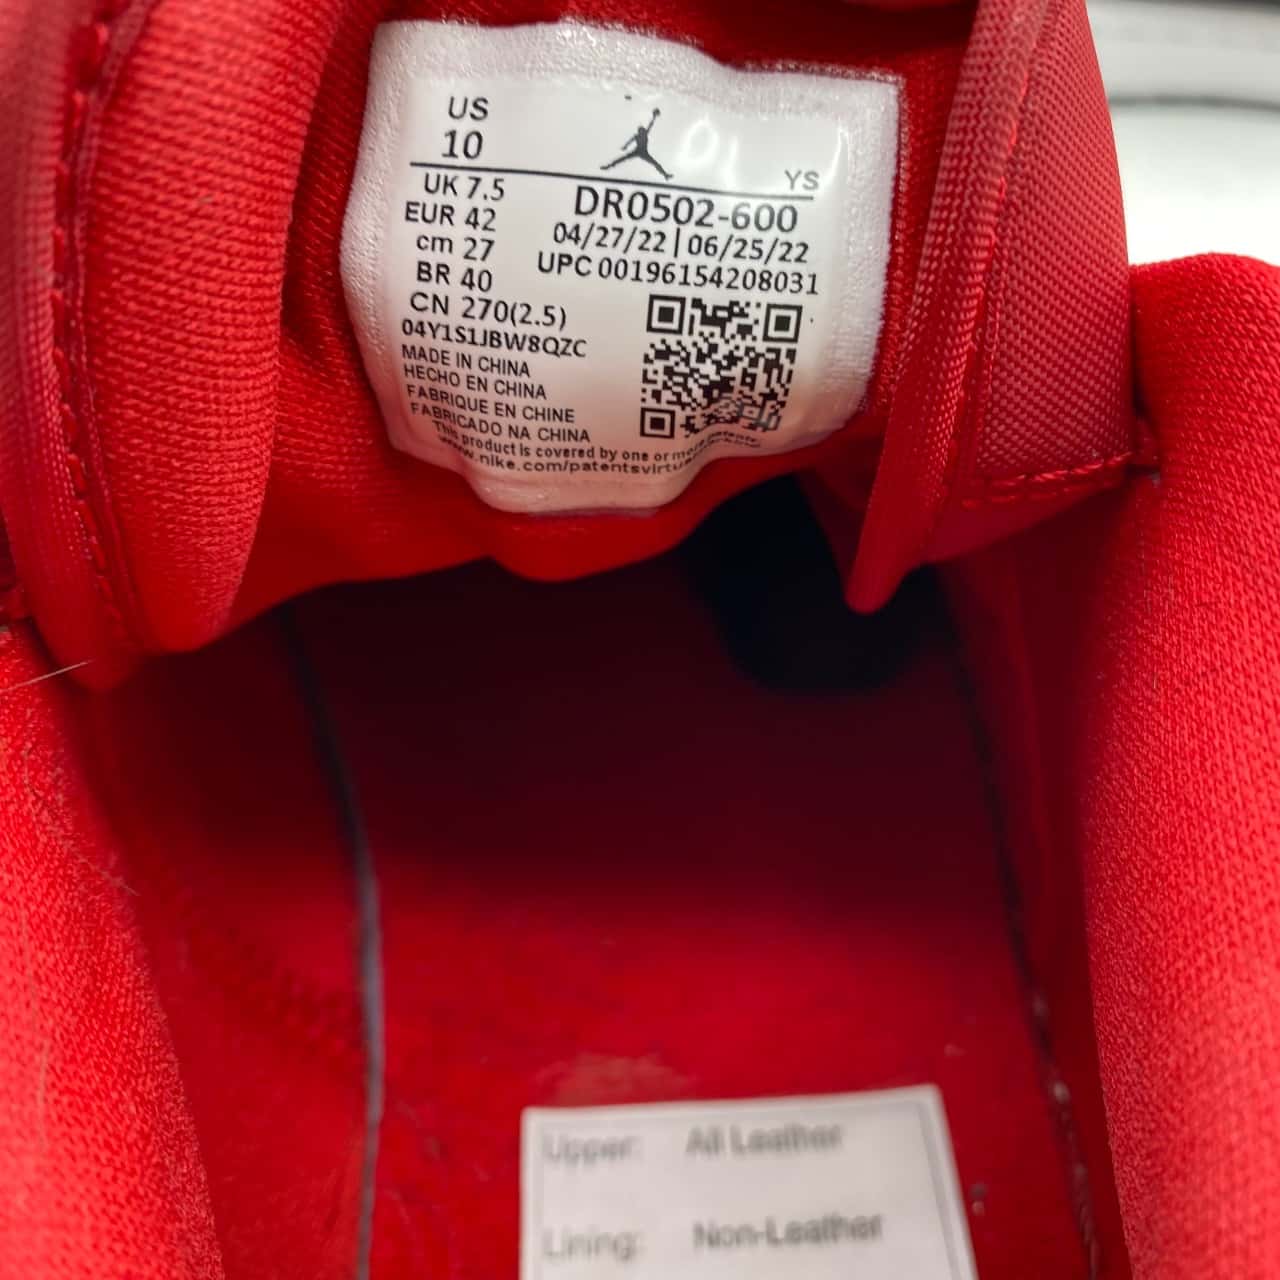 US
10
YS
UK 7.5
DR0502-600
EUR 42
04/27/22 | 06/25/22
cm 27
UPC 00196154208031
BR 40
CN 270(2.5)
04Y1S1JBW8QZC
MADE IN CHINA
HECHO EN CHINA
FABRIQUE EN CHINE
FABRICADO NA CHINA
This product is covered by one or more patents.
www.nike.com/patentsvirtu
Upper: All Leather
Lining: Non-Leather